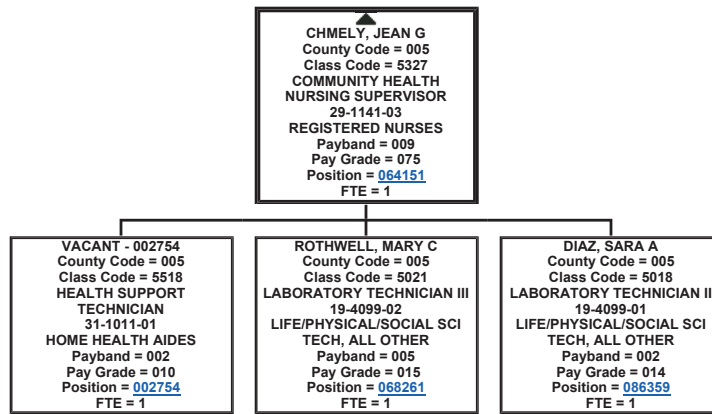 CHMELY, JEAN G
County Code = 005
Class Code = 5327
COMMUNITY HEALTH
NURSING SUPERVISOR
29-1141-03
REGISTERED NURSES
Payband = 009
Pay Grade = 075
Position = 064151
FTE = 1
VACANT - 002754
County Code = 005
Class Code = 5518
HEALTH SUPPORT
TECHNICIAN
31-1011-01
HOME HEALTH AIDES
Payband = 002
Pay Grade = 010
Position = 002754
FTE = 1
ROTHWELL, MARY C
County Code = 005
Class Code = 5021
LABORATORY TECHNICIAN III
19-4099-02
LIFE/PHYSICAL/SOCIAL SCI
TECH, ALL OTHER
Payband = 005
Pay Grade = 015
Position = 068261
FTE = 1
DIAZ, SARA A
County Code = 005
Class Code = 5018
LABORATORY TECHNICIAN II
19-4099-01
LIFE/PHYSICAL/SOCIAL SCI
TECH, ALL OTHER
Payband = 002
Pay Grade = 014
Position = 086359
FTE = 1